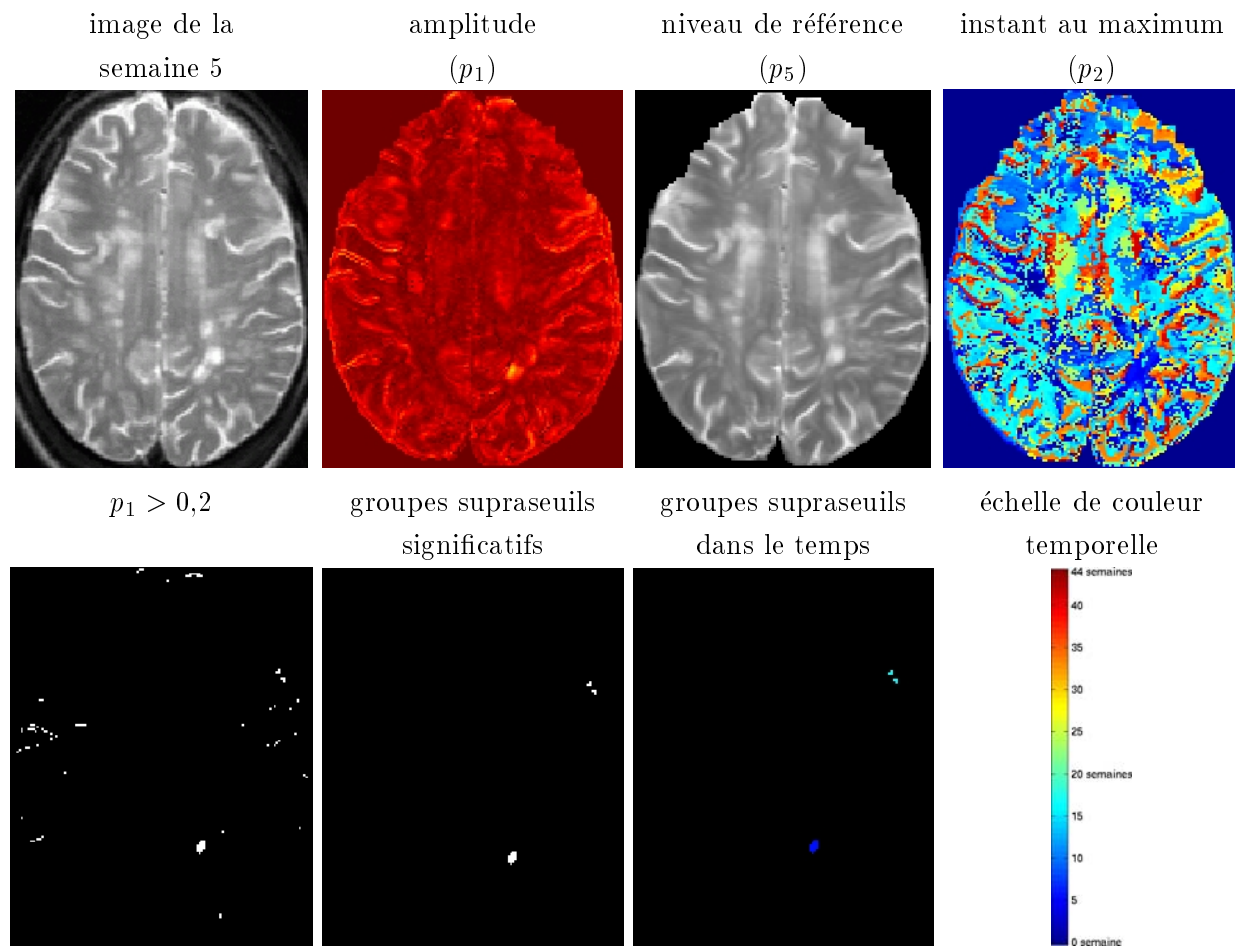 image de la
semaine 5
amplitude
(p₁)
niveau de référence
(p₅)
instant au maximum
(p₂)
p₁ > 0,2
groupes supraseuils
significatifs
groupes supraseuils
dans le temps
échelle de couleur
temporelle
44 semaines
40
35
30
25
20 semaines
15
10
5
0 semaine